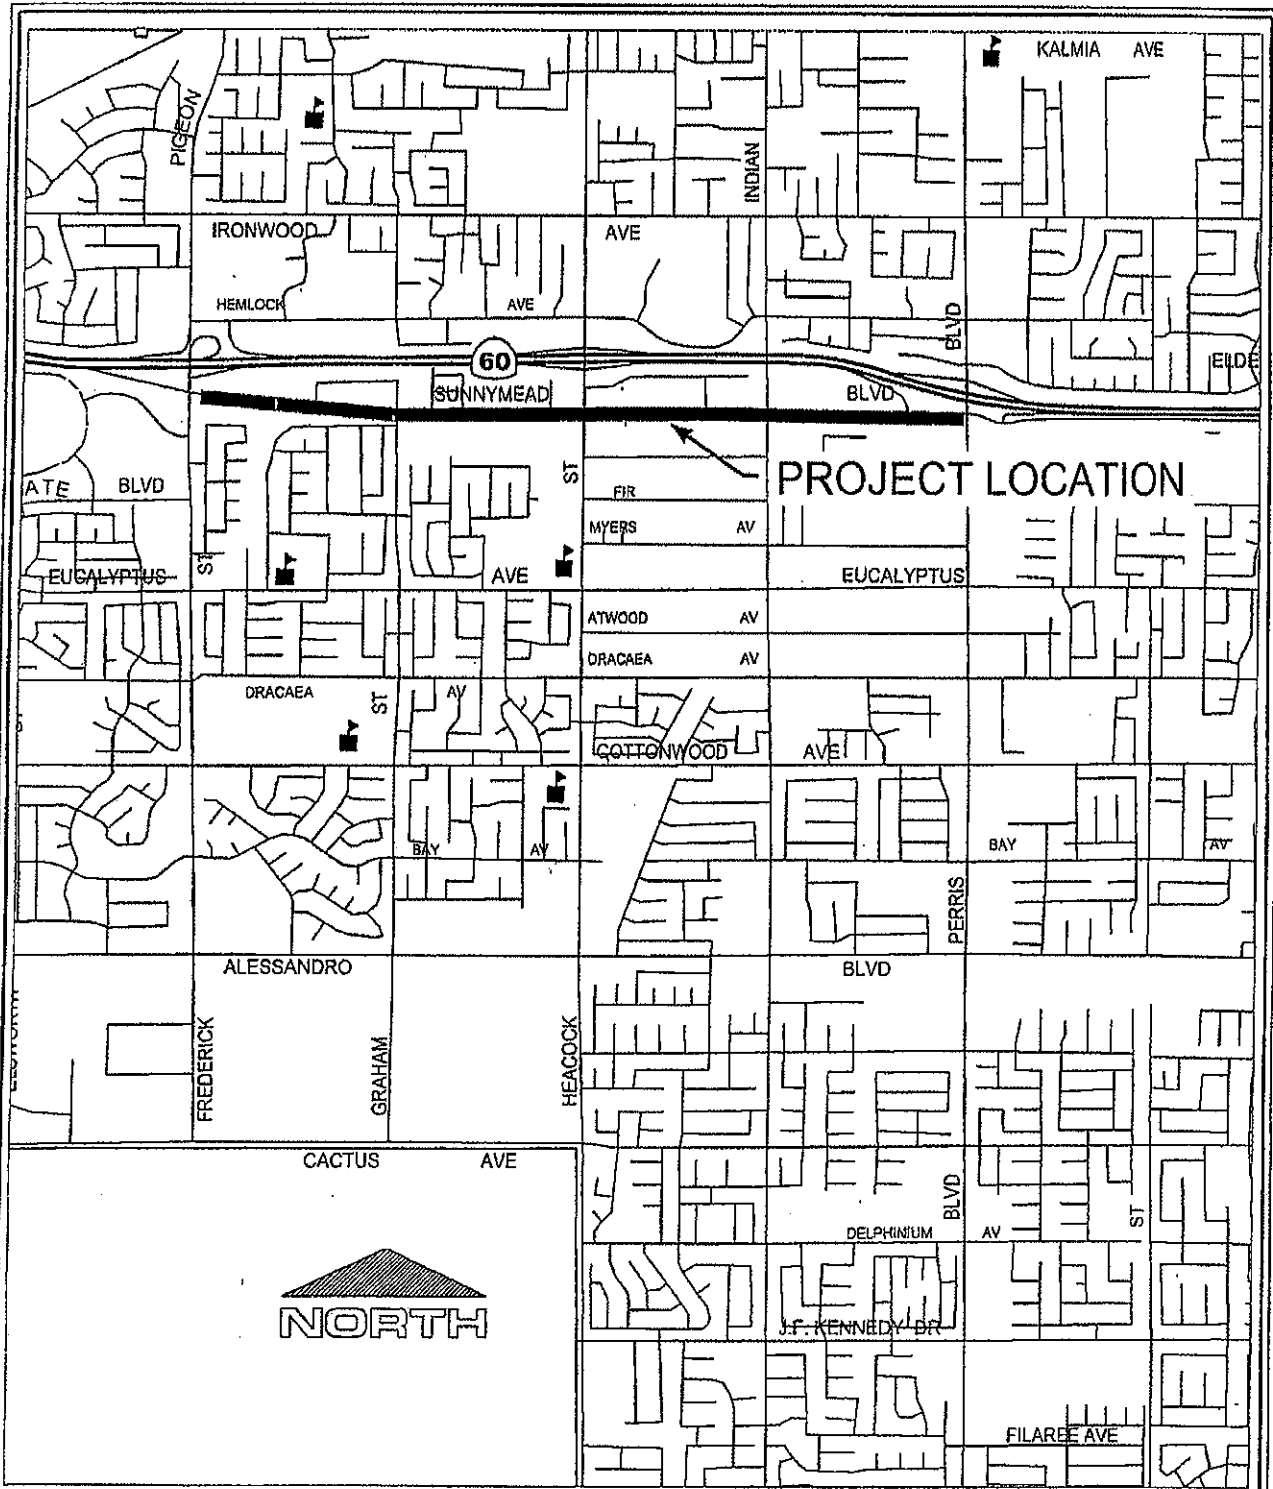 KALMIA AVE
PIGEON
INDIAN
IRONWOOD AVE
HEMLOCK AVE
BLVD
60
ELDE
SUNNYMEAD BLVD
PROJECT LOCATION
ATE BLVD
ST
FIR
MYERS AV
ST
EUCALYPTUS AVE EUCALYPTUS
ATWOOD AV
DRACAEA AV
DRACAEA AV
ST
COTTONWOOD AVE
BAY AV BAY AV
PERRIS
ALESSANDRO BLVD
FREDERICK
GRAHAM
HEACOCK
CACTUS AVE
BLVD
ST
DELPHINIUM AV
NORTH
J.F. KENNEDY DR
FILAREE AVE